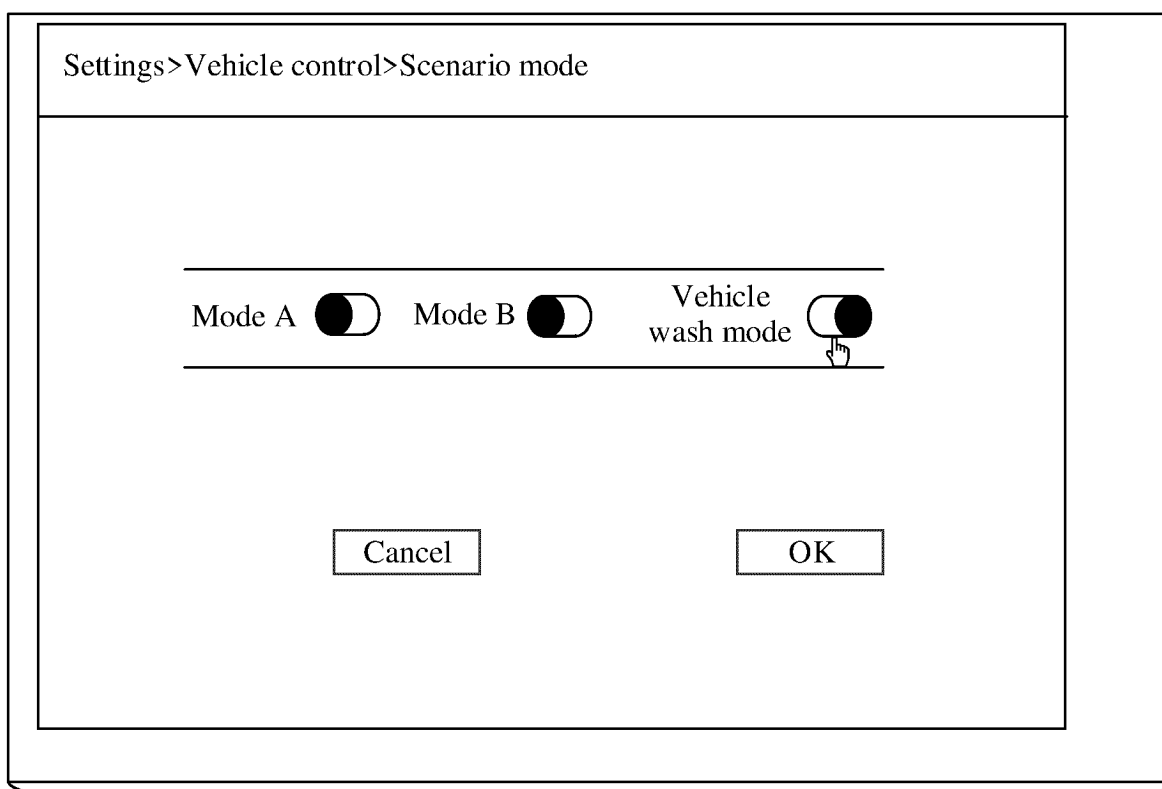 Settings>Vehicle control>Scenario mode
Mode A
Mode B
Vehicle
wash mode
Cancel
OK